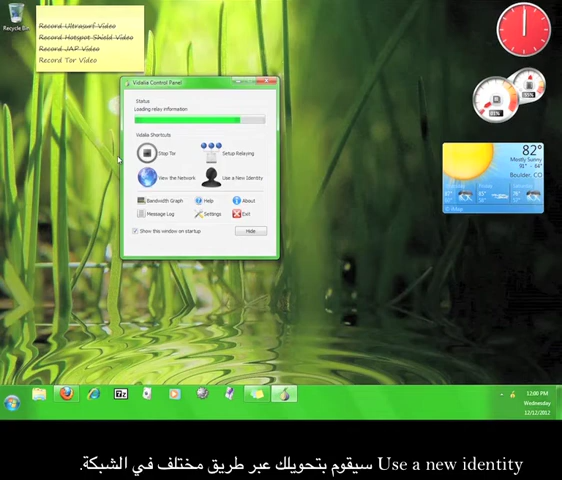 Recycle Bin
Record Ultrasurf Video
Record Hotspot Shield Video
Record JAP Video
Record Tor Video
Vidalia Control Panel
Status
Loading relay information
Vidalia Shortcuts
Stop Tor
Setup Relaying
View the Network
Use a New Identity
Bandwidth Graph
Help
About
Message Log
Settings
Exit
Show this window on startup
Hide
82°
Mostly Sunny
91° – 64°
Boulder, CO
12:00 PM
Wednesday
12/12/2012
Use a new identity سيقوم بتحويلك عبر طريق مختلف في الشبكة.